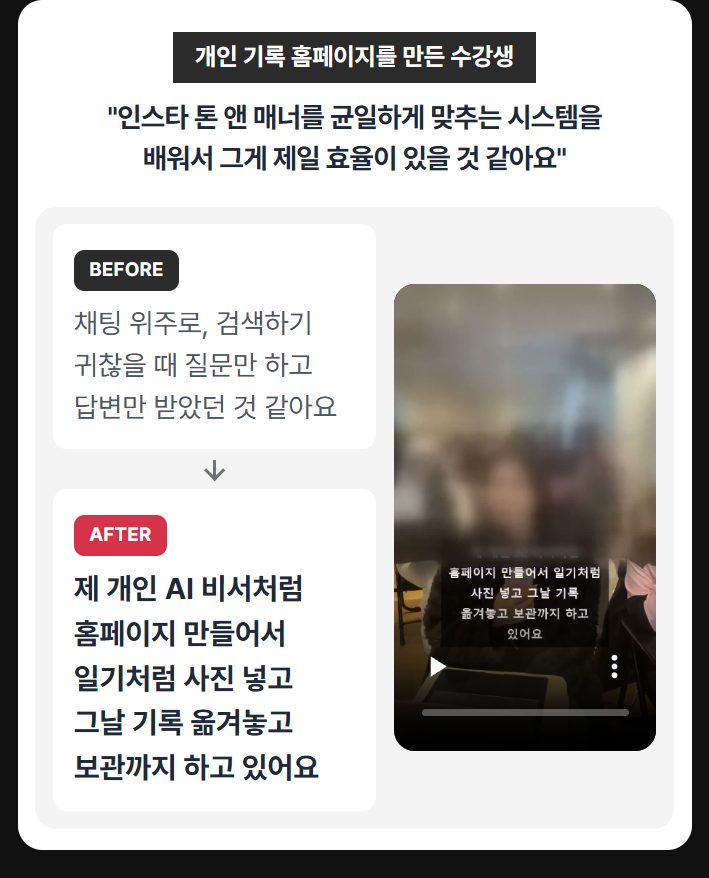 개인 기록 홈페이지를 만든 수강생
"인스타 톤 앤 매너를 균일하게 맞추는 시스템을
배워서 그게 제일 효율이 있을 것 같아요"
BEFORE
채팅 위주로, 검색하기
귀찮을 때 질문만 하고
답변만 받았던 것 같아요
AFTER
제 개인 AI 비서처럼
홈페이지 만들어서
일기처럼 사진 넣고
그날 기록 옮겨놓고
보관까지 하고 있어요
홈페이지 만들어서 일기처럼
사진 넣고 그날 기록
옮겨놓고 보관까지 하고
있어요